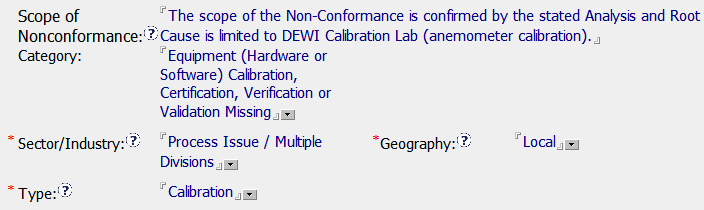 Scope of Nonconformance: The scope of the Non-Conformance is confirmed by the stated Analysis and Root Cause is limited to DEWI Calibration Lab (anemometer calibration).
Category: Equipment (Hardware or
Software) Calibration,
Certification, Verification or
Validation Missing
* Sector/Industry: Process Issue / Multiple Divisions
* Geography: Local
* Type: Calibration